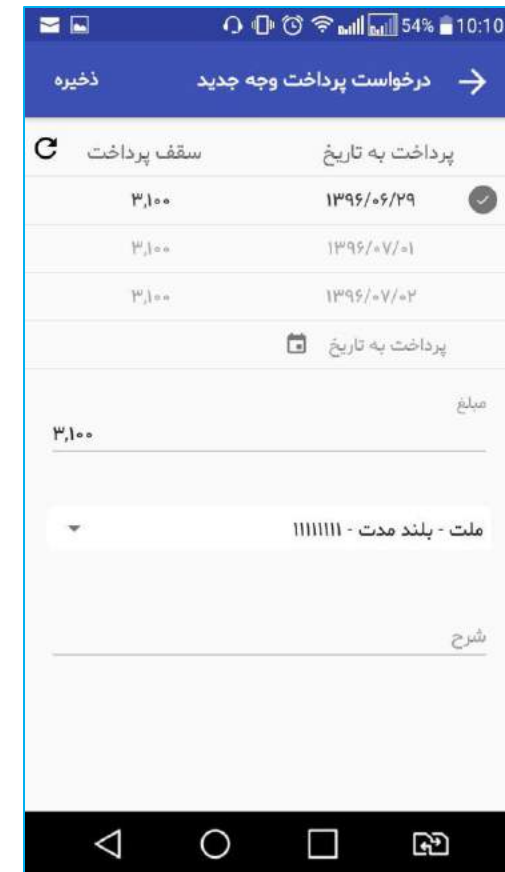 54% 10:10
درخواست پرداخت وجه جدید ذخیره
پرداخت به تاریخ سقف پرداخت
۱۳۹۶/۰۶/۲۹ ۳,۱۰۰
۱۳۹۶/۰۷/۰۱ ۳,۱۰۰
۱۳۹۶/۰۷/۰۲ ۳,۱۰۰
پرداخت به تاریخ
مبلغ
۳,۱۰۰
ملت - بلند مدت - ۱۱۱۱۱۱۱۱۱
شرح